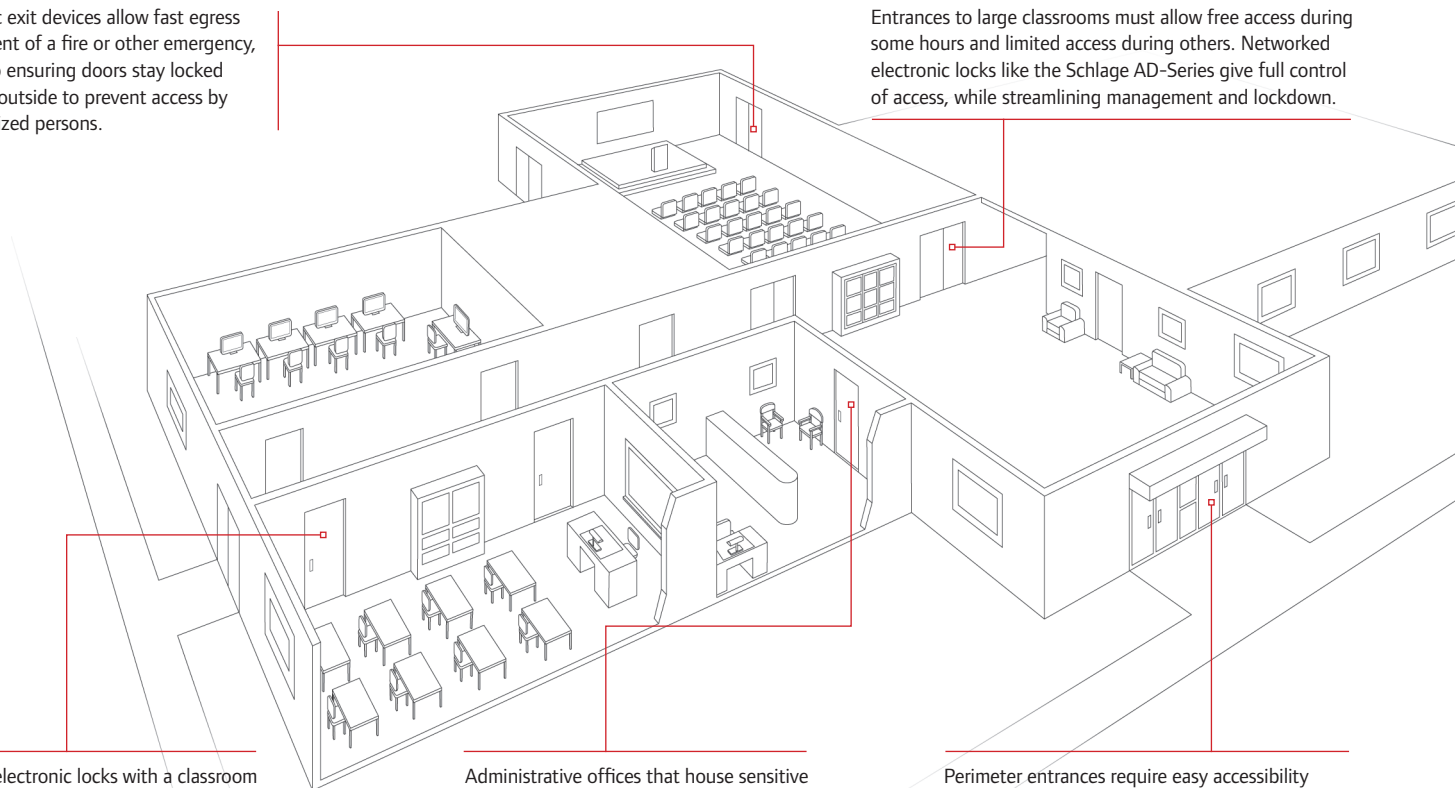 exit devices allow fast egress
ent of a fire or other emergency,
ensuring doors stay locked
outside to prevent access by
ized persons.
Entrances to large classrooms must allow free access during
some hours and limited access during others. Networked
electronic locks like the Schlage AD-Series give full control
of access, while streamlining management and lockdown.
electronic locks with a classroom
Administrative offices that house sensitive
Perimeter entrances require easy accessibility